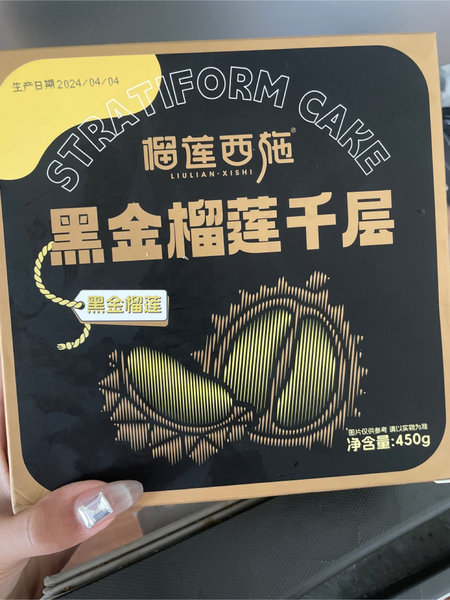 生产日期2024/04/04
STRATIFORM CAKE
榴莲西施®
LIULIAN·XISHI
黑金榴莲千层
黑金榴莲
*图片仅供参考 请以实物为准
净含量:450g